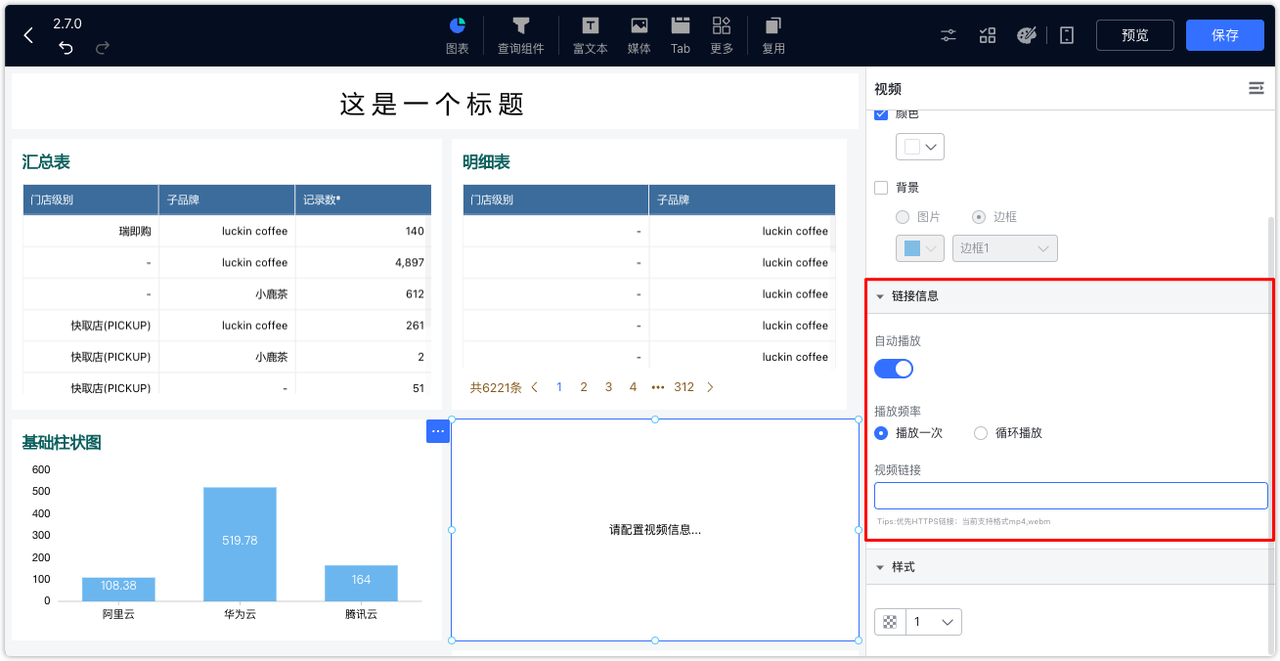 2.7.0
图表 查询组件 富文本 媒体 Tab 更多 复用
预览 保存
这是一个标题
汇总表
门店级别 子品牌 记录数*
瑞即购 luckin coffee 140
- luckin coffee 4,897
- 小鹿茶 612
快取店(PICKUP) luckin coffee 261
快取店(PICKUP) 小鹿茶 2
快取店(PICKUP) - 51
明细表
门店级别 子品牌
- luckin coffee
- luckin coffee
- luckin coffee
- luckin coffee
- luckin coffee
共6221条 1 2 3 4 ••• 312
基础柱状图
600
500
400
300
200
100
0
108.38 519.78 164
阿里云 华为云 腾讯云
请配置视频信息...
视频
颜色
背景
图片 边框
边框1
链接信息
自动播放
播放频率
播放一次 循环播放
视频链接
Tips:优先HTTPS链接；当前支持格式mp4,webm
样式
1